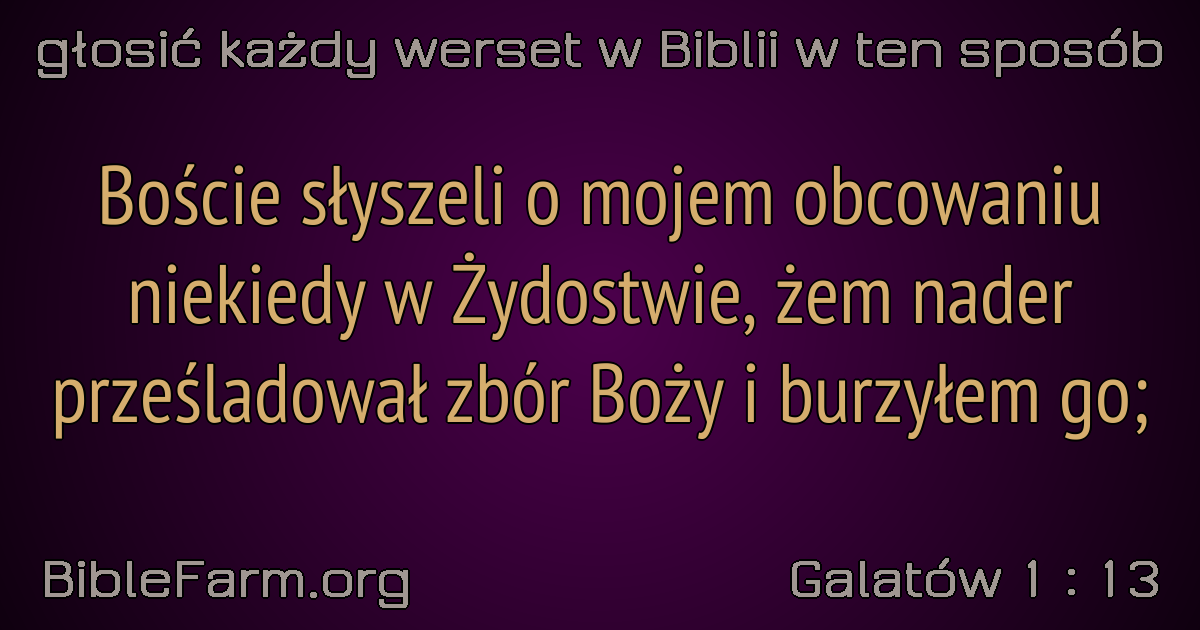 głosić każdy werset w Biblii w ten sposób
Boście słyszeli o mojem obcowaniu
niekiedy w Żydostwie, żem nader
prześladował zbór Boży i burzyłem go;
BibleFarm.org
Galatów 1 : 13